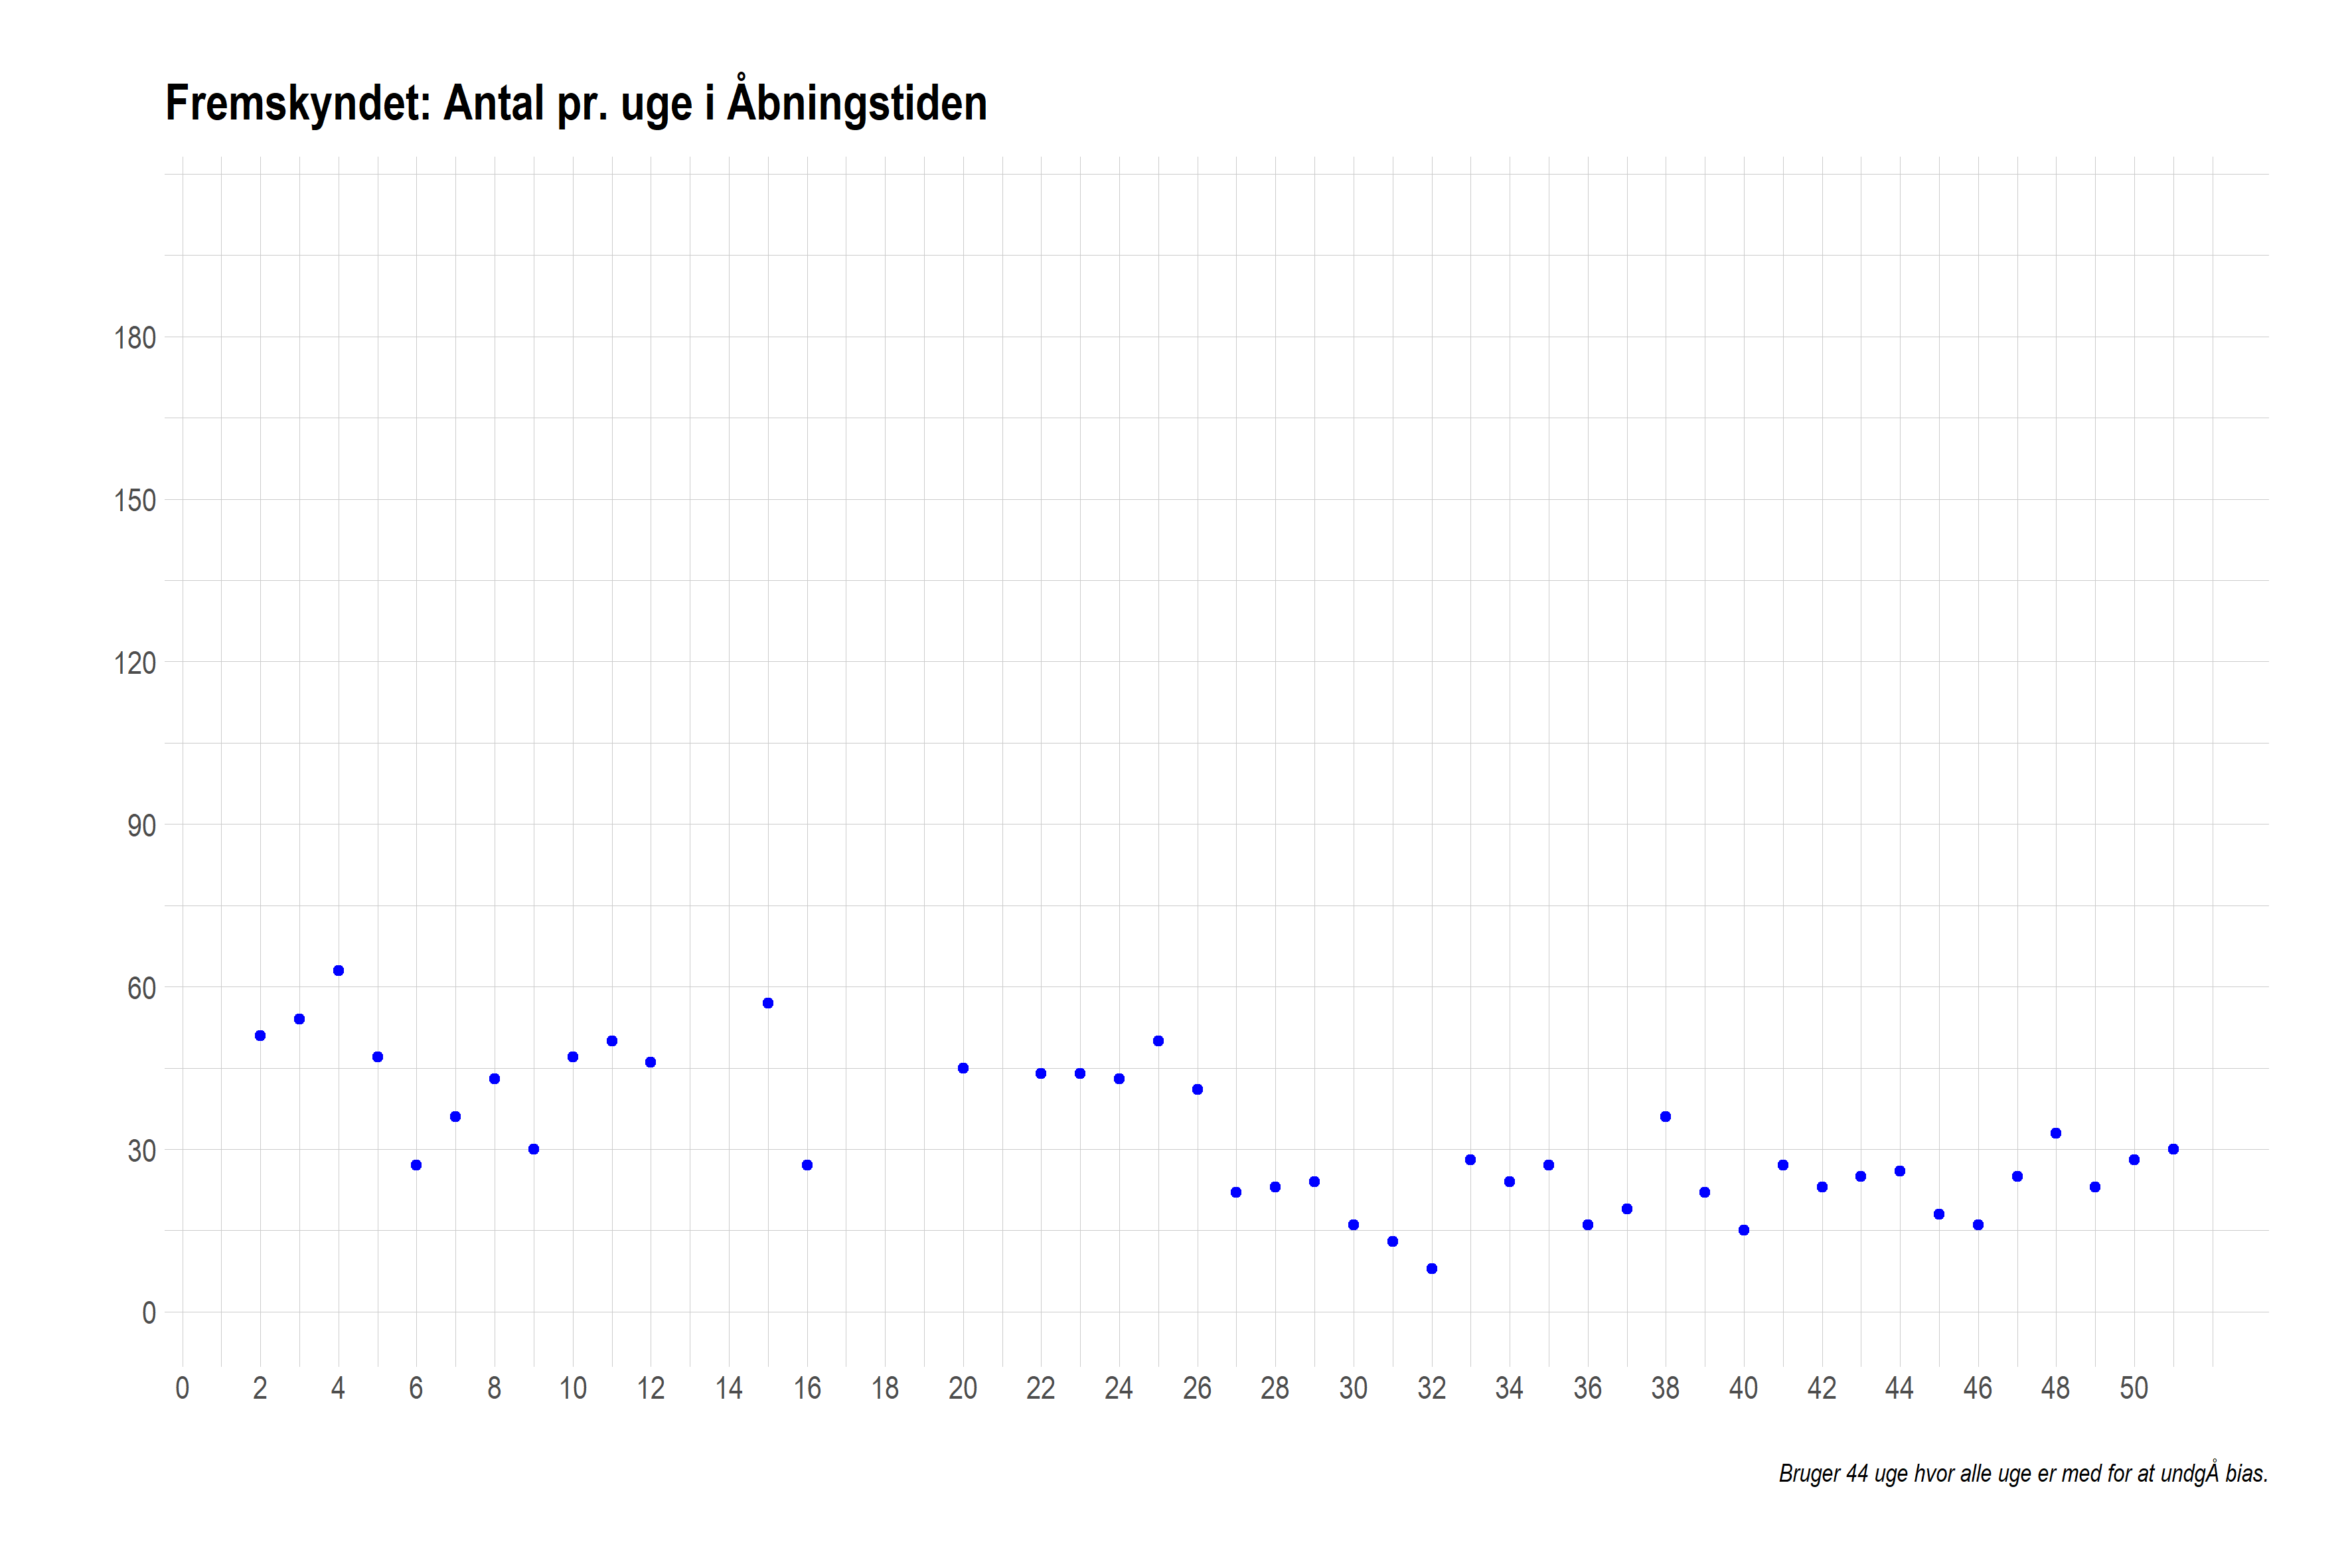 Fremskyndet: Antal pr. uge i Åbningstiden
180
150
120
90
60
30
0
0 2 4 6 8 10 12 14 16 18 20 22 24 26 28 30 32 34 36 38 40 42 44 46 48 50
Bruger 44 uge hvor alle uge er med for at undgÅ bias.